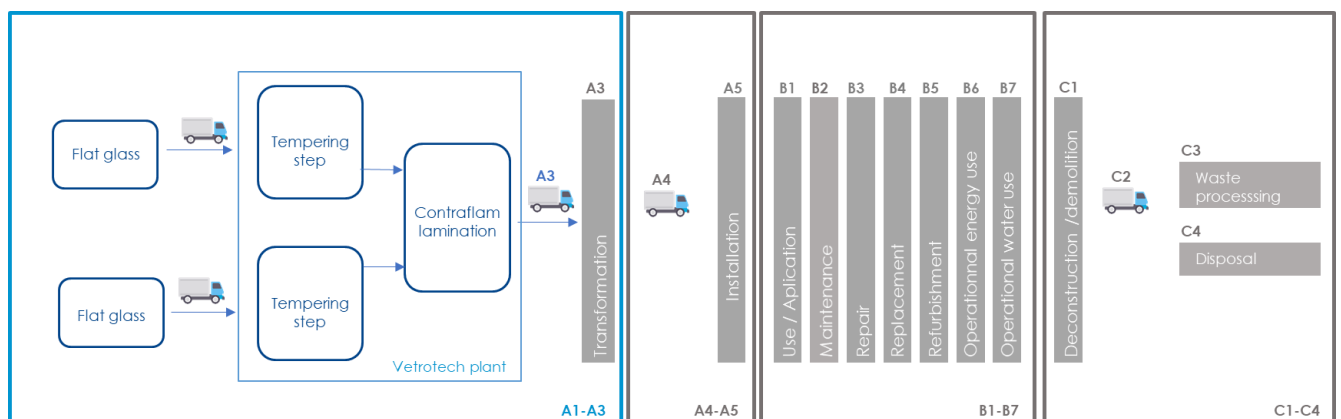 Flat glass
Tempering
step
Flat glass
Tempering
step
Contraflam
lamination
Vetrotech plant
A3
A3
Transformation
A1-A3
A4
A5
Installation
A4-A5
B1
Use / Aplication
B2
Maintenance
B3
Repair
B4
Replacement
B5
Refurbishment
B6
Operationnal energy use
B7
Operational water use
B1-B7
C1
Deconstruction /demolition
C2
C3
Waste
processsing
C4
Disposal
C1-C4